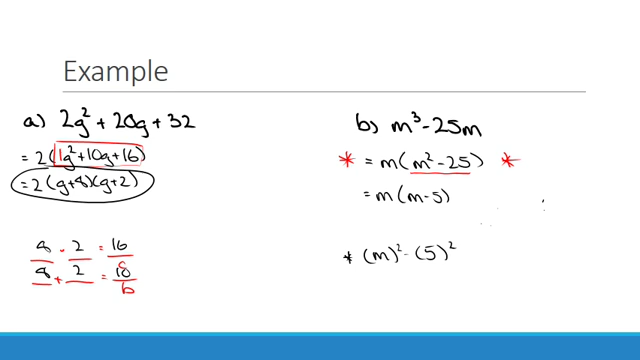 Example
a) 2g² + 20g + 32
= 2(1g² + 10g + 16)
= 2(g+8)(g+2)
8 · 2 = 16
c
8 + 2 = 10
b
b) m³ - 25m
* = m(m² - 25) *
= m(m-5)
* (m)² - (5)²